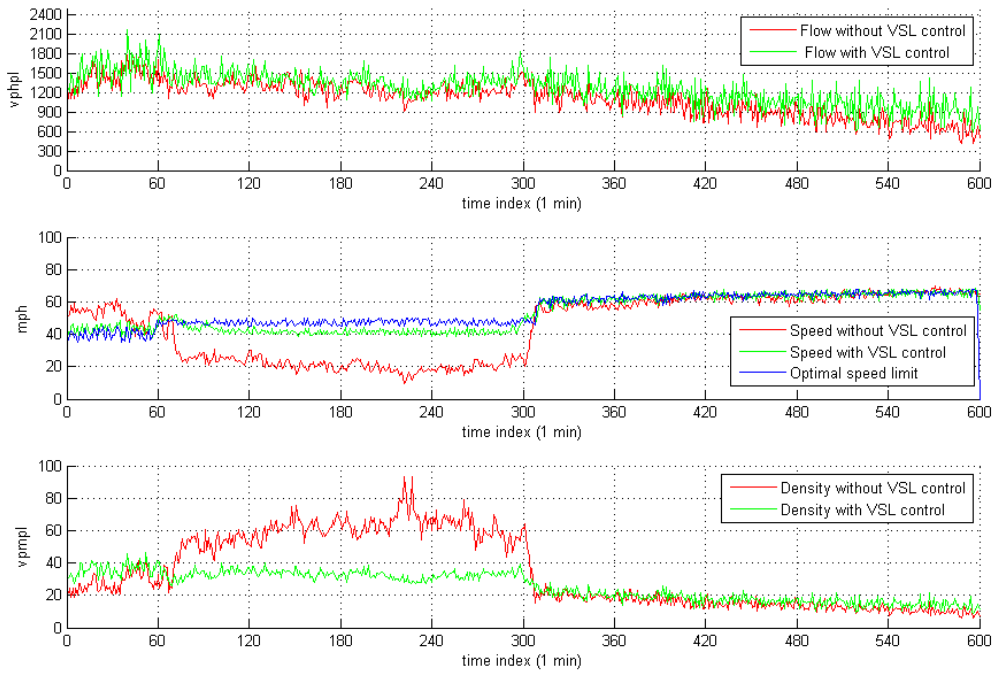 2400
2100
1800
1500
1200
900
600
300
0
vphpl
Flow without VSL control
Flow with VSL control
0 60 120 180 240 300 360 420 480 540 600
time index (1 min)
100
80
60
40
20
0
mph
Speed without VSL control
Speed with VSL control
Optimal speed limit
0 60 120 180 240 300 360 420 480 540 600
time index (1 min)
100
80
60
40
20
0
vpmpl
Density without VSL control
Density with VSL control
0 60 120 180 240 300 360 420 480 540 600
time index (1 min)